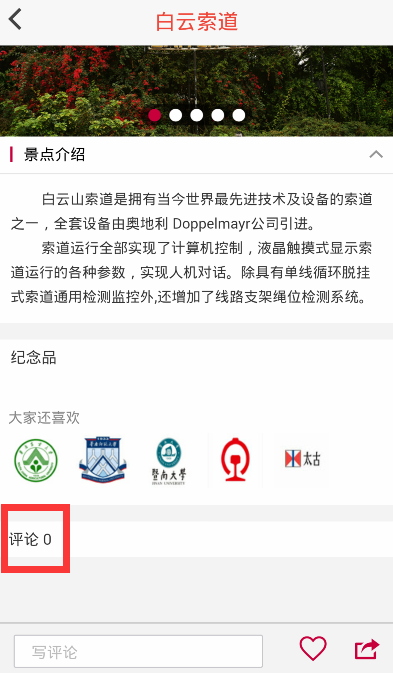 白云索道
景点介绍
白云山索道是拥有当今世界最先进技术及设备的索道
之一，全套设备由奥地利 Doppelmayr公司引进。
索道运行全部实现了计算机控制，液晶触摸式显示索
道运行的各种参数，实现人机对话。除具有单线循环脱挂
式索道通用检测监控外,还增加了线路支架绳位检测系统。
纪念品
大家还喜欢
暨南大学
太古
评论 0
写评论